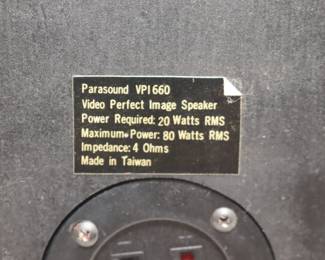 Parasound VPI660
Video Perfect Image Speaker
Power Required: 20 Watts RMS
Maximum Power: 80 Watts RMS
Impedance: 4 Ohms
Made in Taiwan